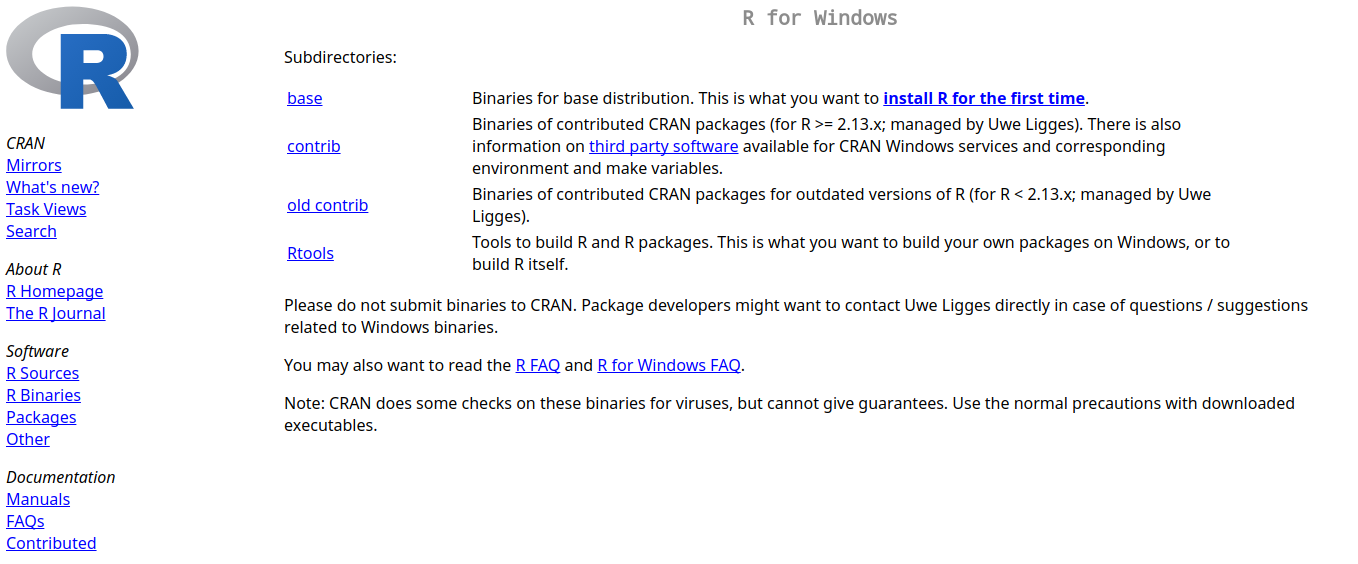 R
CRAN
Mirrors
What's new?
Task Views
Search
About R
R Homepage
The R Journal
Software
R Sources
R Binaries
Packages
Other
Documentation
Manuals
FAQs
Contributed
R for Windows
Subdirectories:
base
Binaries for base distribution. This is what you want to install R for the first time.
contrib
Binaries of contributed CRAN packages (for R >= 2.13.x; managed by Uwe Ligges). There is also
information on third party software available for CRAN Windows services and corresponding
environment and make variables.
old contrib
Binaries of contributed CRAN packages for outdated versions of R (for R < 2.13.x; managed by Uwe
Ligges).
Rtools
Tools to build R and R packages. This is what you want to build your own packages on Windows, or to
build R itself.
Please do not submit binaries to CRAN. Package developers might want to contact Uwe Ligges directly in case of questions / suggestions
related to Windows binaries.
You may also want to read the R FAQ and R for Windows FAQ.
Note: CRAN does some checks on these binaries for viruses, but cannot give guarantees. Use the normal precautions with downloaded
executables.